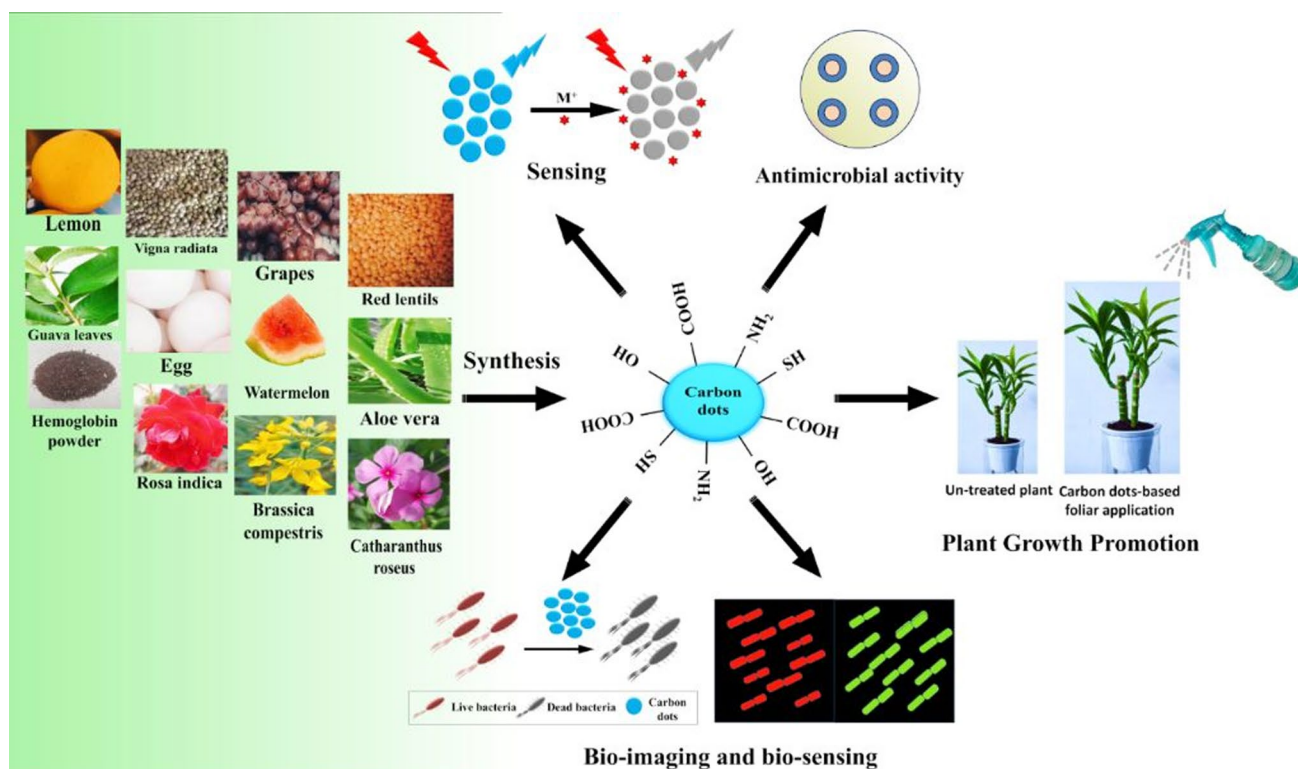 M⁺
Sensing
Antimicrobial activity
Lemon
Vigna radiata
Grapes
Red lentils
Guava leaves
Egg
Watermelon
Aloe vera
Hemoglobin
powder
Rosa indica
Brassica
compestris
Catharanthus
roseus
Synthesis
COOH
NH₂
HO
SH
Carbon
dots
COOH
COOH
SH
NH₂
HO
Un-treated plant
Carbon dots-based
foliar application
Plant Growth Promotion
Live bacteria
Dead bacteria
Carbon
dots
Bio-imaging and bio-sensing